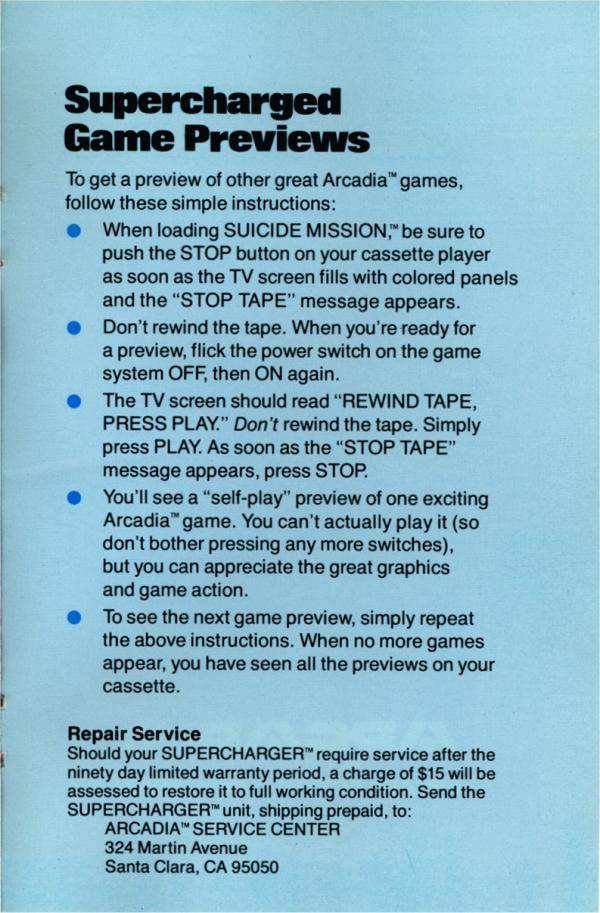 Supercharged
Game Previews
To get a preview of other great Arcadia™ games,
follow these simple instructions:
● When loading SUICIDE MISSION,™ be sure to
push the STOP button on your cassette player
as soon as the TV screen fills with colored panels
and the “STOP TAPE” message appears.
● Don't rewind the tape. When you're ready for
a preview, flick the power switch on the game
system OFF, then ON again.
● The TV screen should read “REWIND TAPE,
PRESS PLAY.” Don't rewind the tape. Simply
press PLAY. As soon as the “STOP TAPE”
message appears, press STOP.
● You'll see a “self-play” preview of one exciting
Arcadia™ game. You can't actually play it (so
don't bother pressing any more switches),
but you can appreciate the great graphics
and game action.
● To see the next game preview, simply repeat
the above instructions. When no more games
appear, you have seen all the previews on your
cassette.
Repair Service
Should your SUPERCHARGER™ require service after the
ninety day limited warranty period, a charge of $15 will be
assessed to restore it to full working condition. Send the
SUPERCHARGER™ unit, shipping prepaid, to:
ARCADIA™ SERVICE CENTER
324 Martin Avenue
Santa Clara, CA 95050